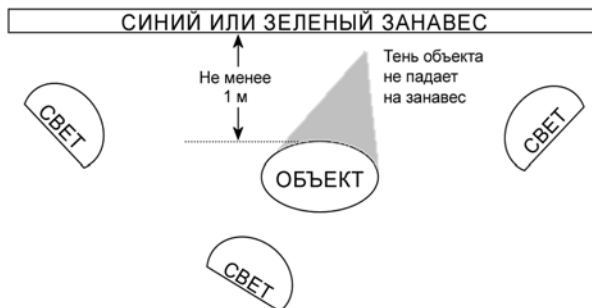 СИНИЙ ИЛИ ЗЕЛЕНЫЙ ЗАНАВЕС
Не менее
1 м
Тень объекта
не падает
на занавес
СВЕТ
СВЕТ
ОБЪЕКТ
СВЕТ